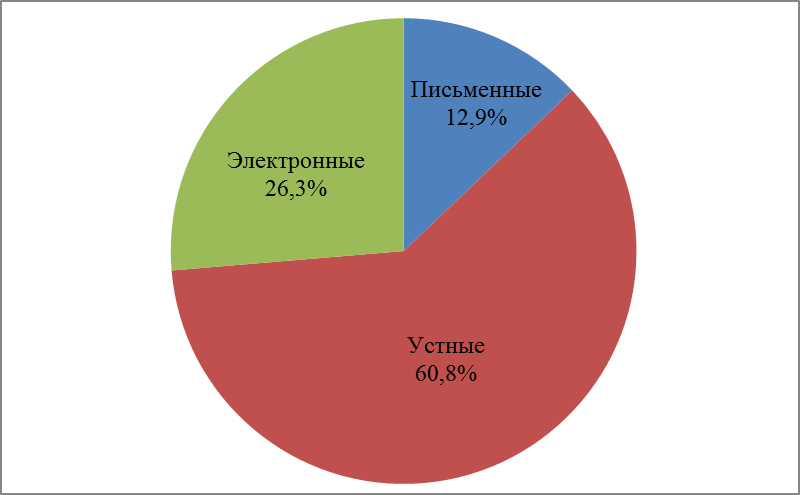 Письменные
12,9%
Электронные
26,3%
Устные
60,8%